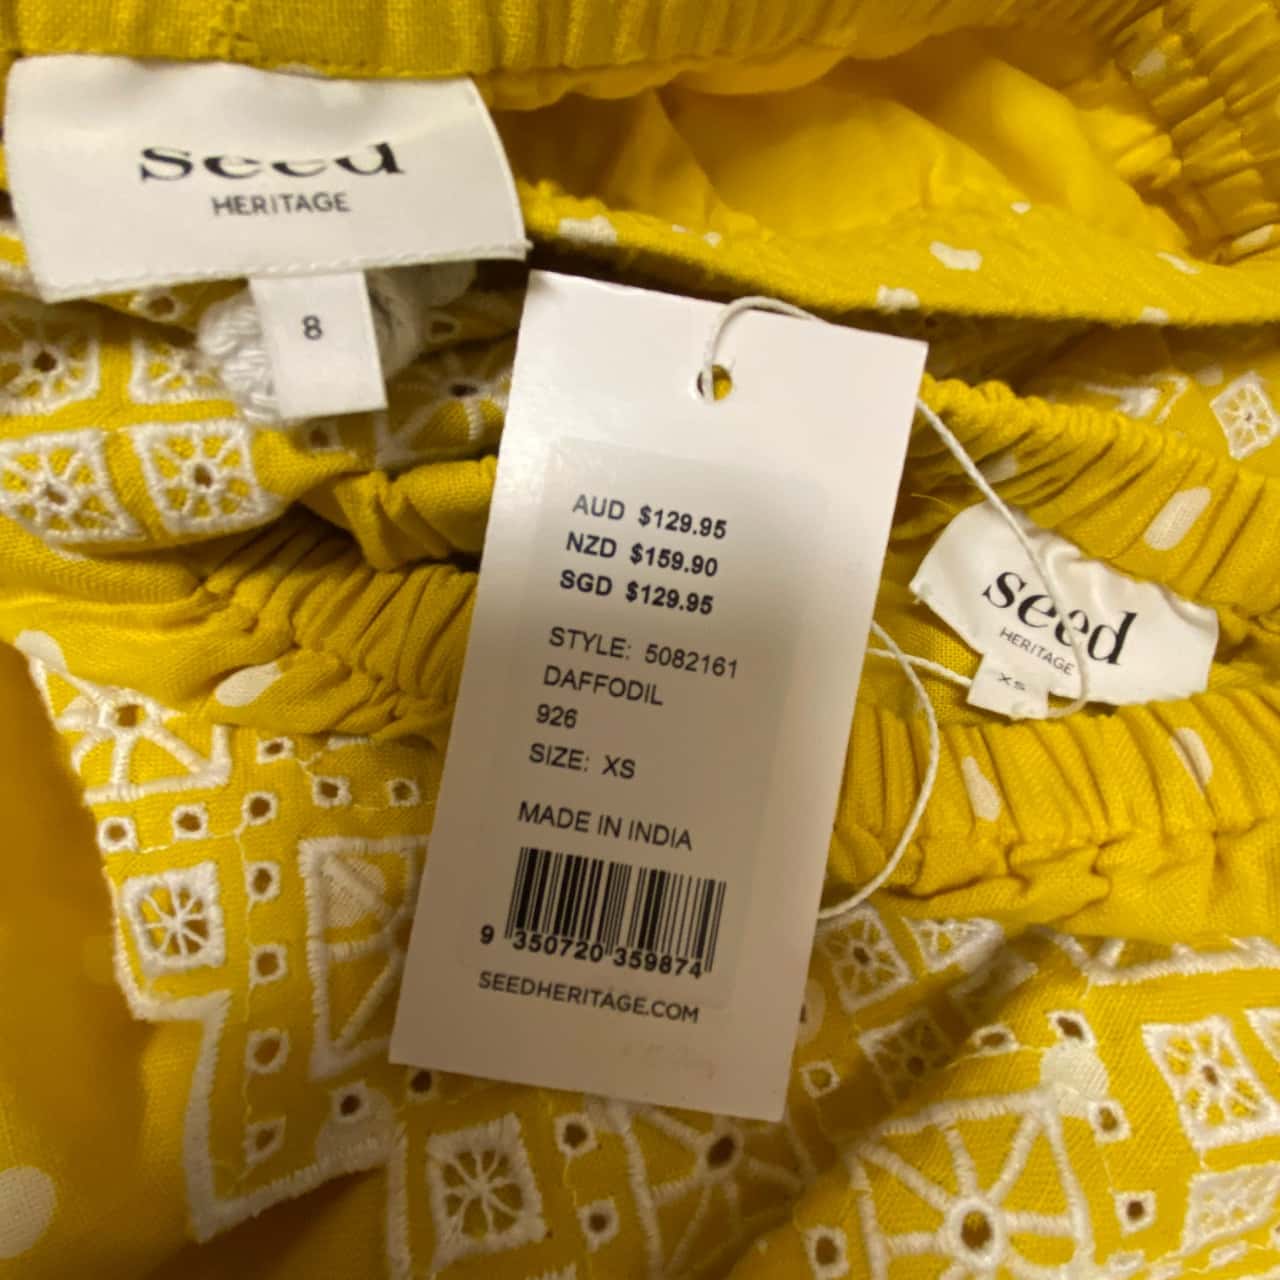 seed
HERITAGE
8
AUD $129.95
NZD $159.90
SGD $129.95
STYLE: 5082161
DAFFODIL
926
SIZE: XS
MADE IN INDIA
9 350720 359874
SEEDHERITAGE.COM
seed
HERITAGE
XS